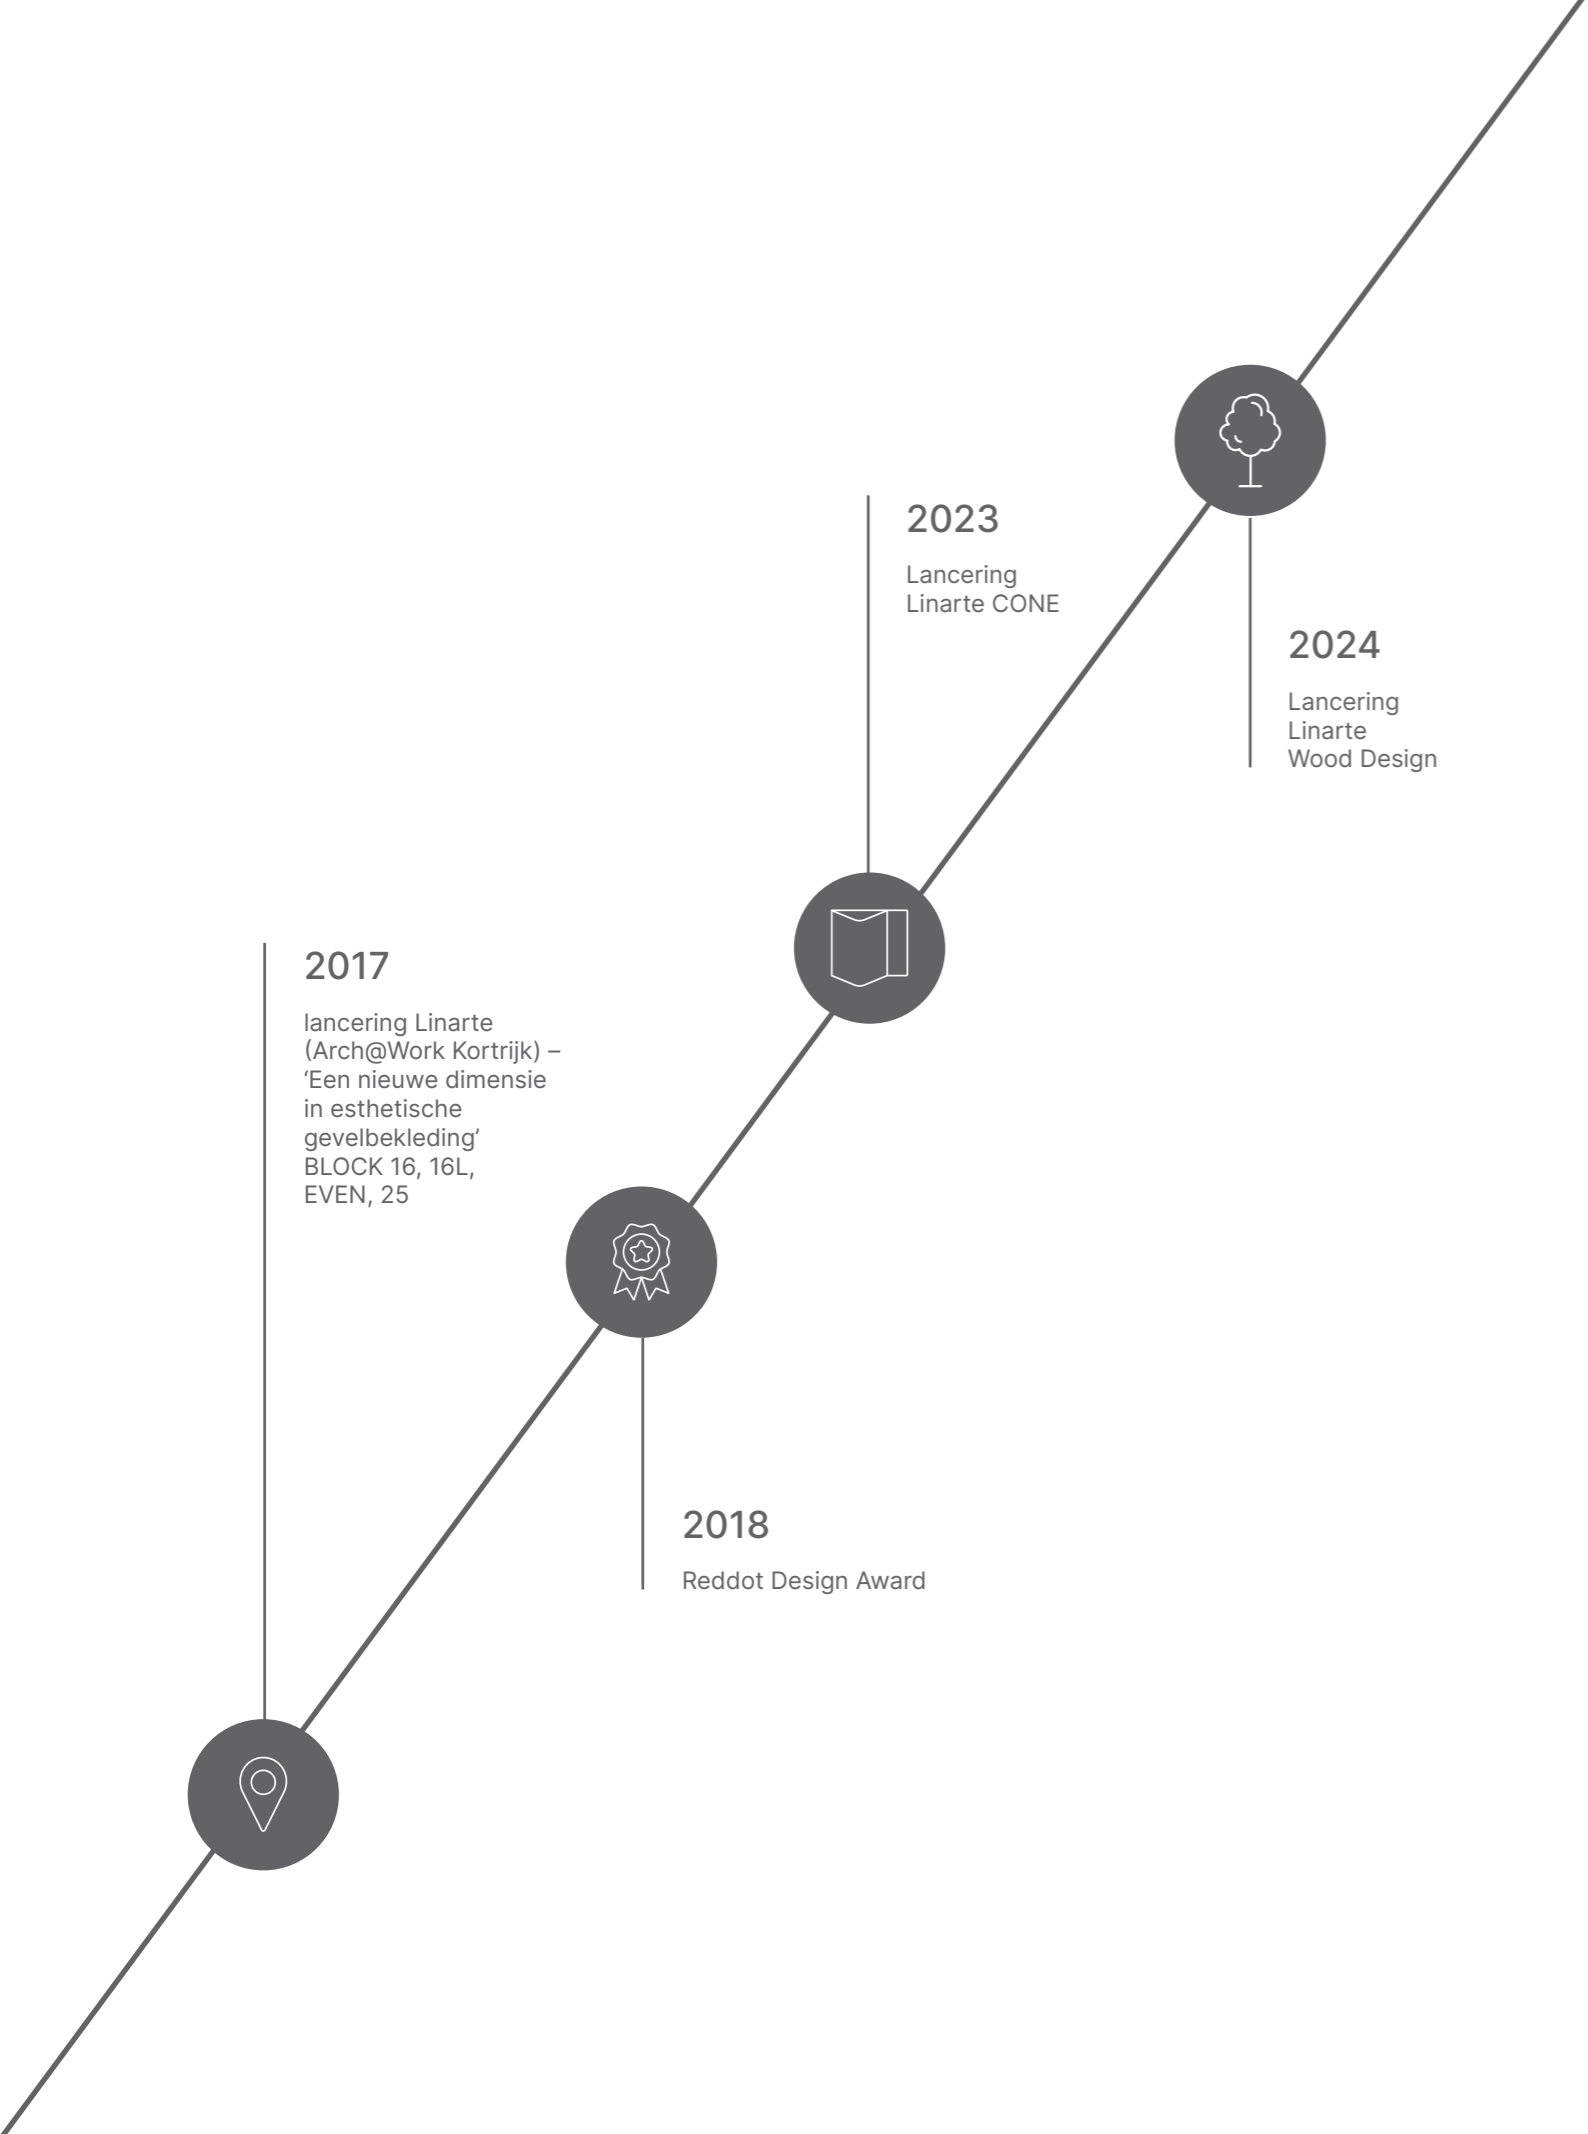 2023
Lancering
Linarte CONE
2024
Lancering
Linarte
Wood Design
2017
lancering Linarte
(Arch@Work Kortrijk) –
‘Een nieuwe dimensie
in esthetische
gevelbekleding’
BLOCK 16, 16L,
EVEN, 25
2018
Reddot Design Award